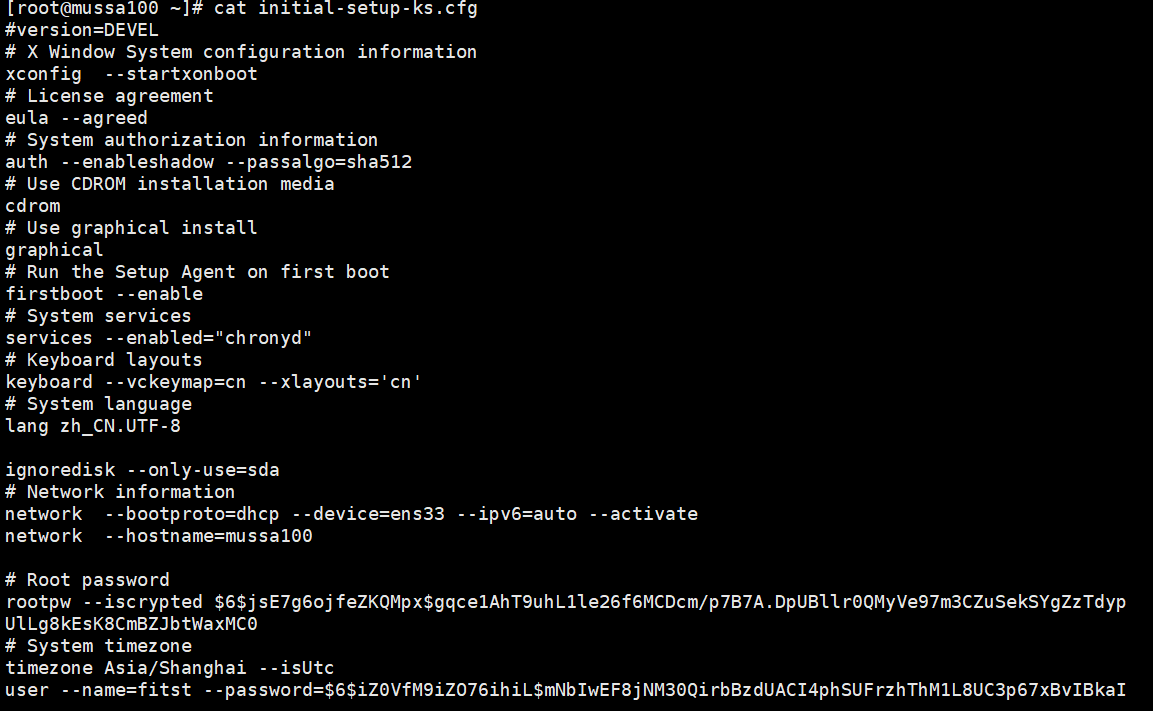 [root@mussa100 ~]# cat initial-setup-ks.cfg
#version=DEVEL
# X Window System configuration information
xconfig  --startxonboot
# License agreement
eula --agreed
# System authorization information
auth --enableshadow --passalgo=sha512
# Use CDROM installation media
cdrom
# Use graphical install
graphical
# Run the Setup Agent on first boot
firstboot --enable
# System services
services --enabled="chronyd"
# Keyboard layouts
keyboard --vckeymap=cn --xlayouts='cn'
# System language
lang zh_CN.UTF-8

ignoredisk --only-use=sda
# Network information
network  --bootproto=dhcp --device=ens33 --ipv6=auto --activate
network  --hostname=mussa100

# Root password
rootpw --iscrypted $6$jsE7g6ojfeZKQMpx$gqce1AhT9uhL1le26f6MCDcm/p7B7A.DpUBllr0QMyVe97m3CZuSekSYgZzTdyp
UlLg8kEsK8CmBZJbtWaxMC0
# System timezone
timezone Asia/Shanghai --isUtc
user --name=fitst --password=$6$iZ0VfM9iZO76ihiL$mNbIwEF8jNM30QirbBzdUACI4phSUFrzhThM1L8UC3p67xBvIBkaI